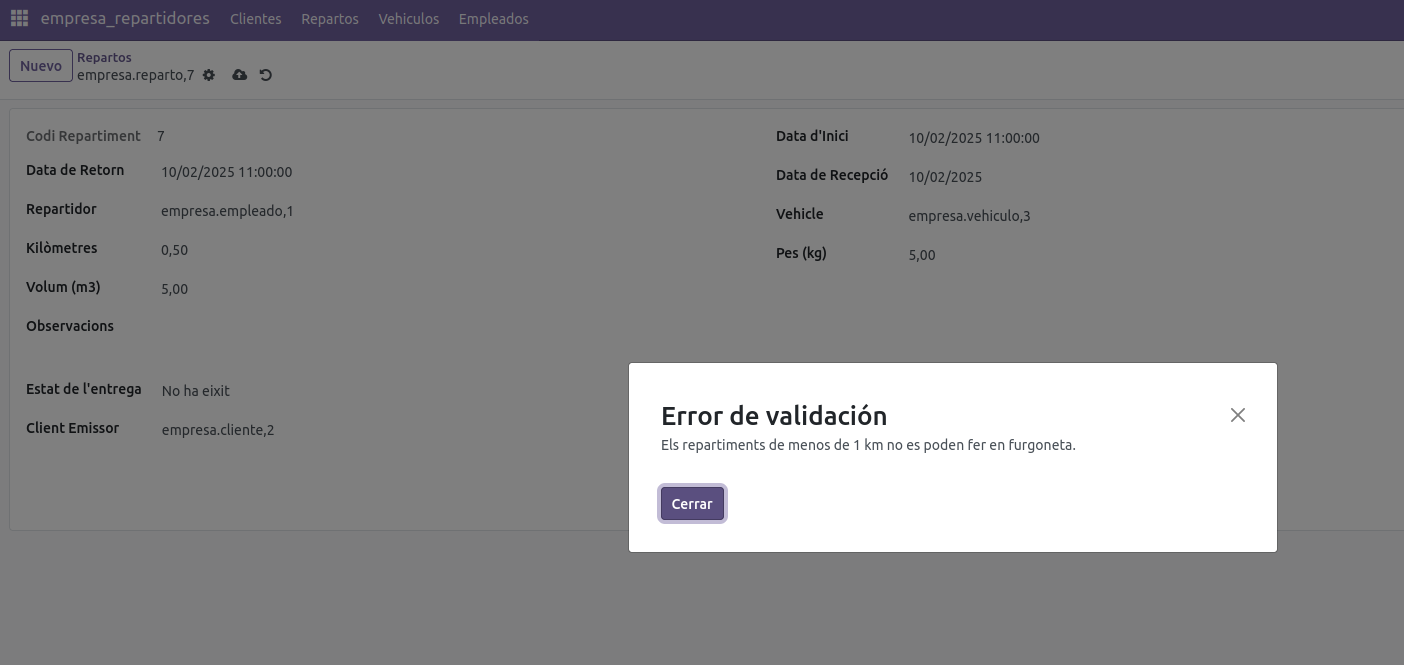 empresa_repartidores Clientes Repartos Vehiculos Empleados
Nuevo
Repartos
empresa.reparto,7
Codi Repartiment 7
Data d'Inici 10/02/2025 11:00:00
Data de Retorn 10/02/2025 11:00:00
Data de Recepció 10/02/2025
Repartidor empresa.empleado,1
Vehicle empresa.vehiculo,3
Kilòmetres 0,50
Pes (kg) 5,00
Volum (m3) 5,00
Observacions
Estat de l'entrega No ha eixit
Client Emissor empresa.cliente,2
Error de validación
Els repartiments de menos de 1 km no es poden fer en furgoneta.
Cerrar